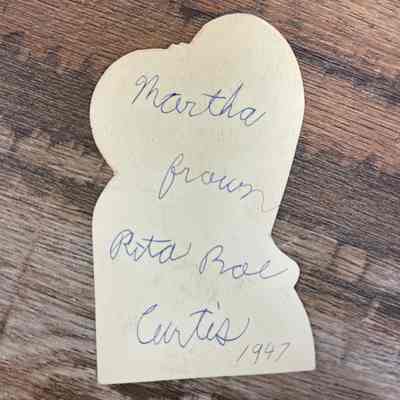 Martha
from
Rita Rae
Curtis
1947